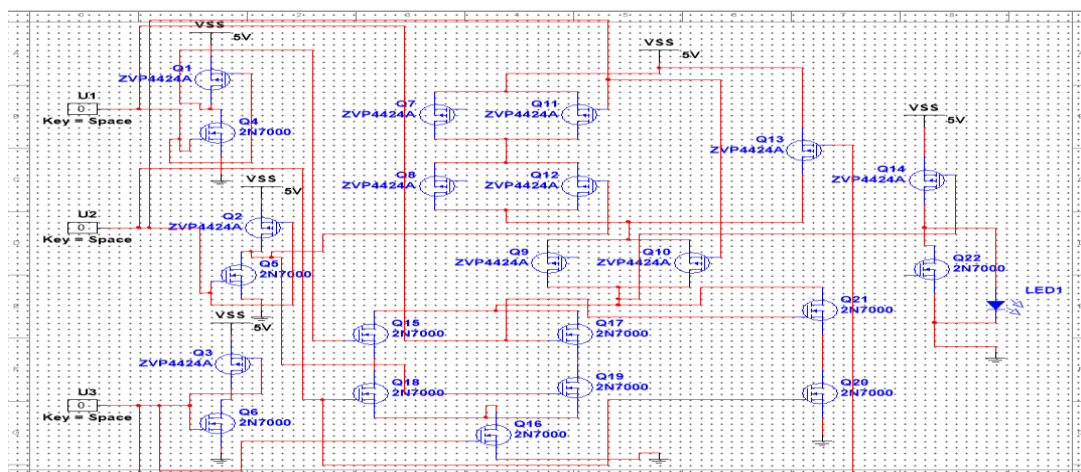 VSS
5V
Q1
ZVP4424A
U1
0
Key = Space
Q4
2N7000
VSS
5V
Q2
ZVP4424A
U2
0
Key = Space
Q5
2N7000
VSS
5V
Q3
ZVP4424A
U3
0
Key = Space
Q6
2N7000
VSS
5V
Q7
ZVP4424A
Q11
ZVP4424A
Q8
ZVP4424A
Q12
ZVP4424A
Q13
ZVP4424A
Q9
ZVP4424A
Q10
ZVP4424A
Q15
2N7000
Q17
2N7000
Q18
2N7000
Q19
2N7000
Q16
2N7000
Q21
2N7000
Q20
2N7000
VSS
5V
Q14
ZVP4424A
Q22
2N7000
LED1